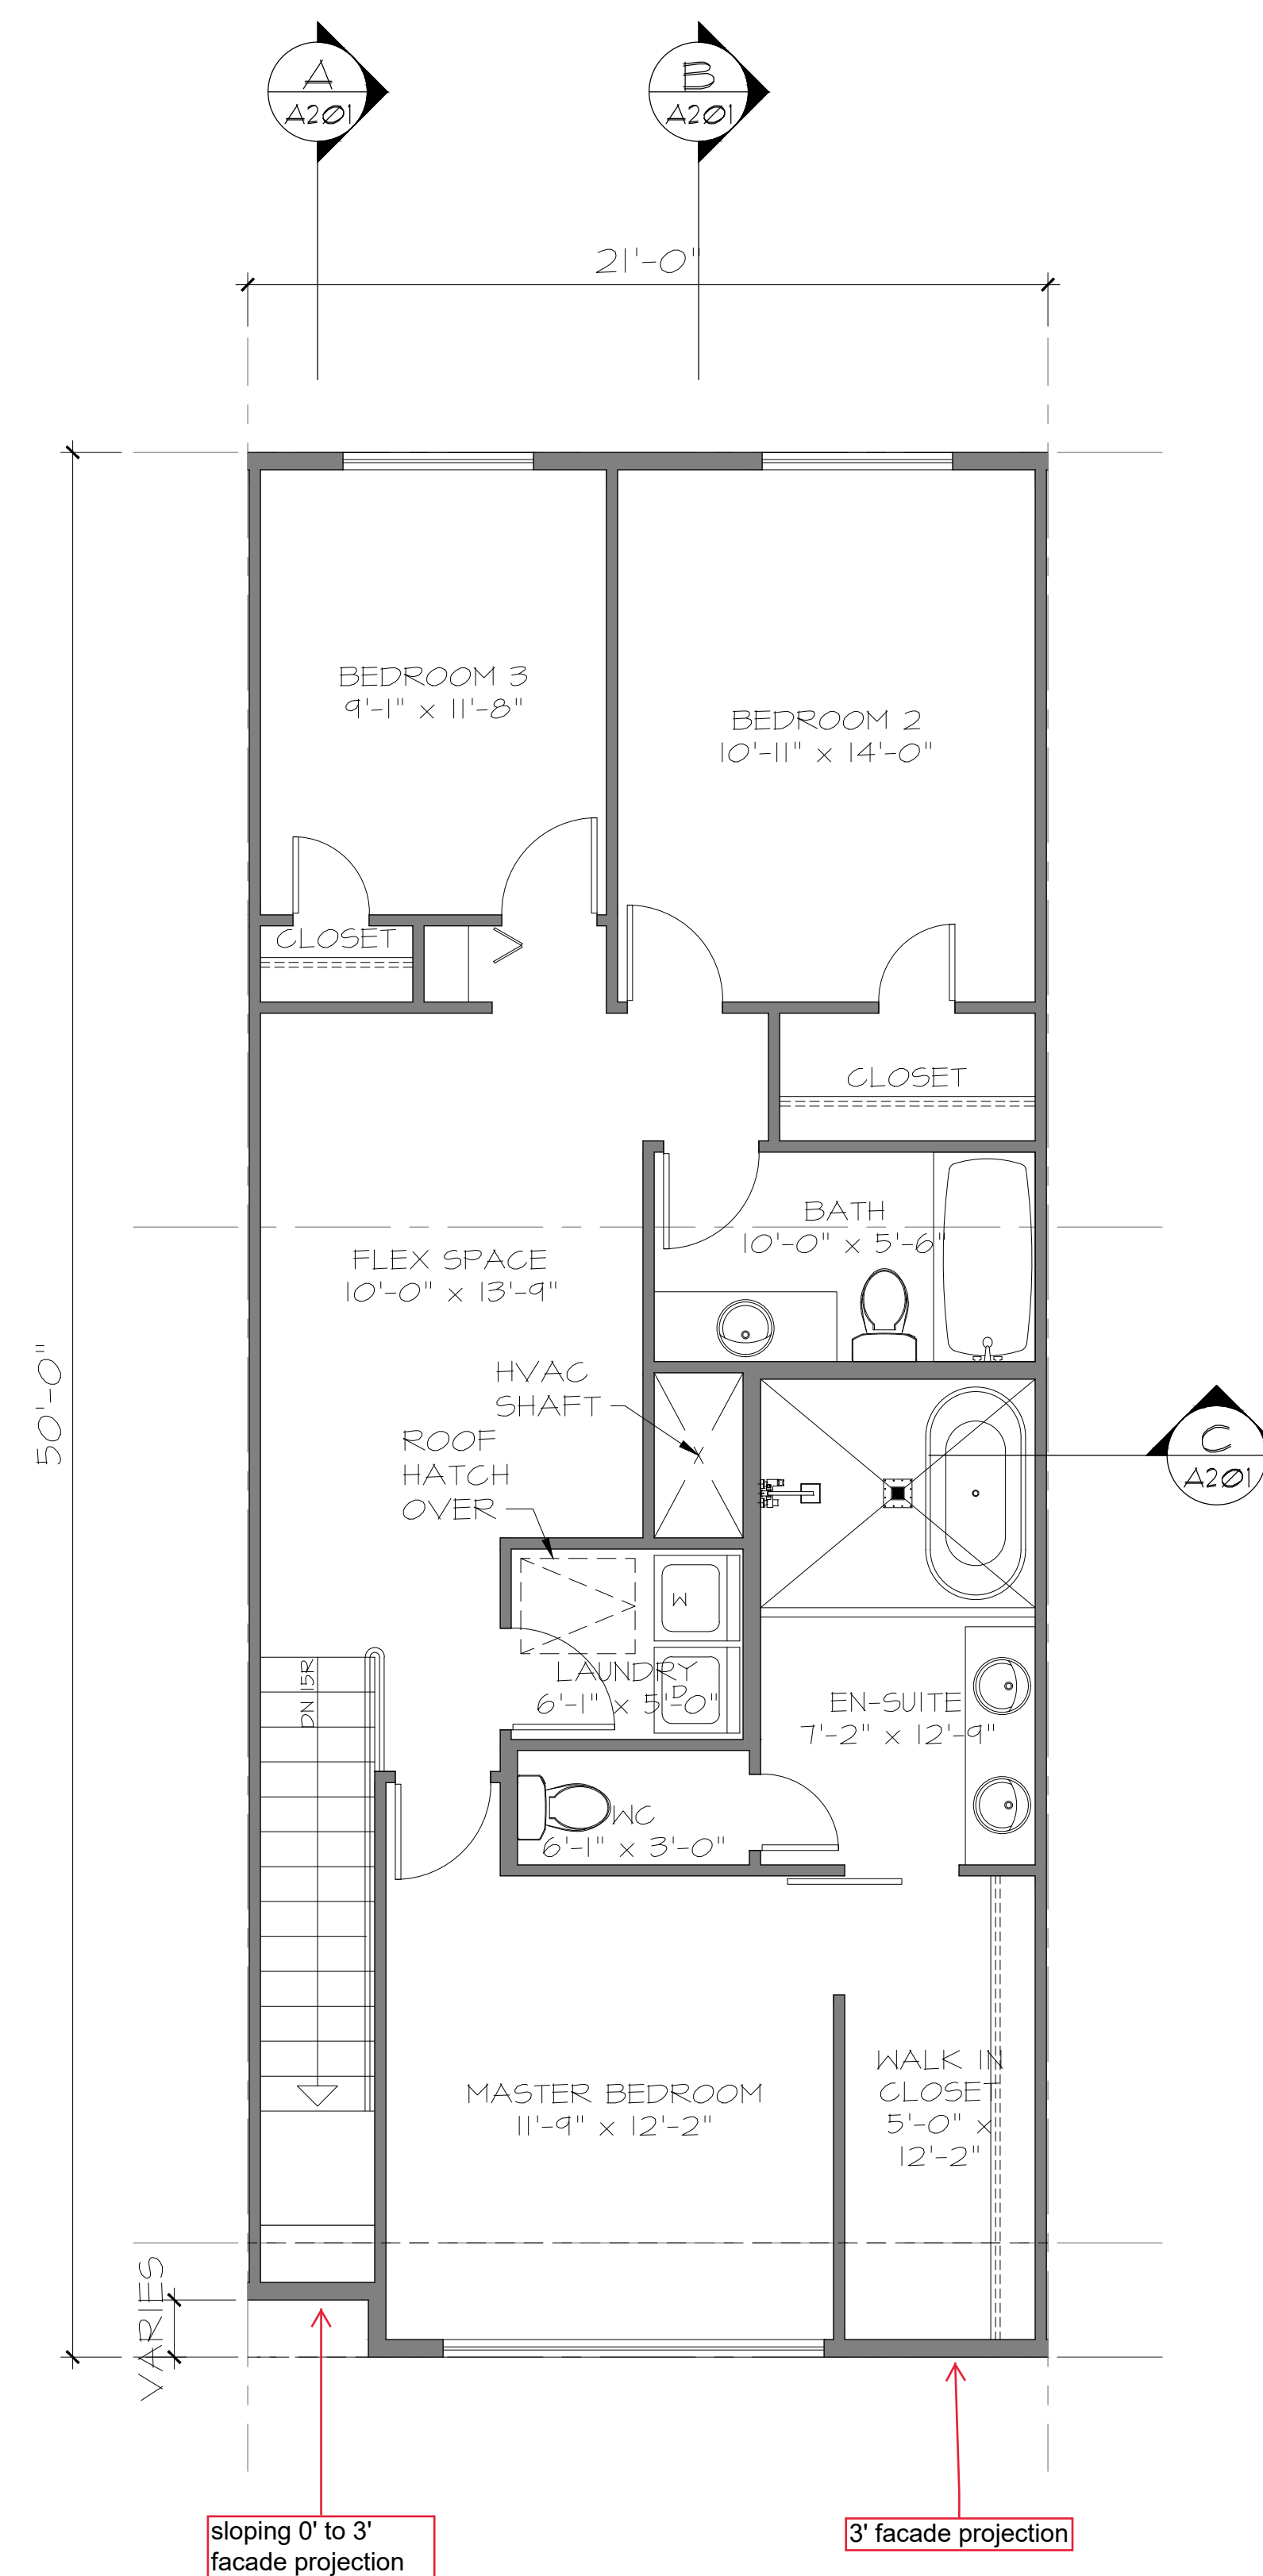 A
A2Ø1
B
A2Ø1
21'-0"
BEDROOM 3
9'-1" x 11'-8"
BEDROOM 2
10'-11" x 14'-0"
CLOSET
CLOSET
BATH
10'-0" x 5'-6"
FLEX SPACE
10'-0" x 13'-9"
50'-0"
HVAC
SHAFT
ROOF
HATCH
OVER
C
A2Ø1
W
D
LAUNDRY
6'-1" x 5'-0"
DN 15R
EN-SUITE
7'-2" x 12'-9"
WC
6'-1" x 3'-0"
MASTER BEDROOM
11'-9" x 12'-2"
WALK IN
CLOSET
5'-0" x
12'-2"
VARIES
sloping 0' to 3'
facade projection
3' facade projection